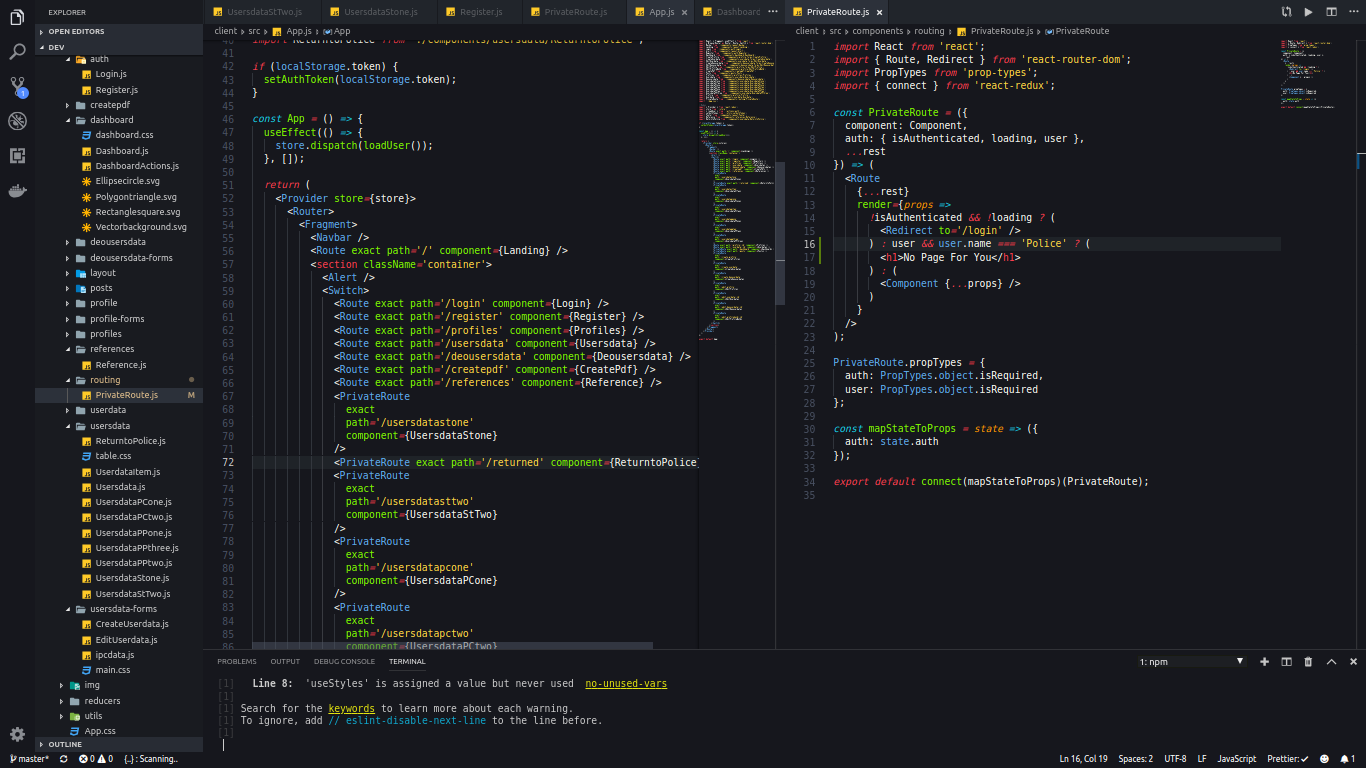 EXPLORER
OPEN EDITORS
DEV
auth
Login.js
Register.js
createpdf
dashboard
dashboard.css
Dashboard.js
DashboardActions.js
Ellipsecircle.svg
Polygontriangle.svg
Rectanglesquare.svg
Vectorbackground.svg
deousersdata
deousersdata-forms
layout
posts
profile
profile-forms
profiles
references
Reference.js
routing
PrivateRoute.js M
userdata
usersdata
ReturntoPolice.js
table.css
UserdataItem.js
Usersdata.js
UsersdataPCone.js
UsersdataPCtwo.js
UsersdataPPone.js
UsersdataPPthree.js
UsersdataPPtwo.js
UsersdataStone.js
UsersdataStTwo.js
usersdata-forms
CreateUserdata.js
EditUserdata.js
ipcdata.js
main.css
img
reducers
utils
App.css
OUTLINE
UsersdataStTwo.js UsersdataStone.js Register.js PrivateRoute.js App.js × Dashboard ···
client › src › App.js › App
40 import ReturntoPolice from './components/usersdata/ReturntoPolice';
41
42 if (localStorage.token) {
43 setAuthToken(localStorage.token);
44 }
45
46 const App = () => {
47 useEffect(() => {
48 store.dispatch(loadUser());
49 }, []);
50
51 return (
52 <Provider store={store}>
53 <Router>
54 <Fragment>
55 <Navbar />
56 <Route exact path='/' component={Landing} />
57 <section className='container'>
58 <Alert />
59 <Switch>
60 <Route exact path='/login' component={Login} />
61 <Route exact path='/register' component={Register} />
62 <Route exact path='/profiles' component={Profiles} />
63 <Route exact path='/usersdata' component={Usersdata} />
64 <Route exact path='/deousersdata' component={Deousersdata} />
65 <Route exact path='/createpdf' component={CreatePdf} />
66 <Route exact path='/references' component={Reference} />
67 <PrivateRoute
68 exact
69 path='/usersdatastone'
70 component={UsersdataStone}
71 />
72 <PrivateRoute exact path='/returned' component={ReturntoPolice
73 <PrivateRoute
74 exact
75 path='/usersdatasttwo'
76 component={UsersdataStTwo}
77 />
78 <PrivateRoute
79 exact
80 path='/usersdatapcone'
81 component={UsersdataPCone}
82 />
83 <PrivateRoute
84 exact
85 path='/usersdatapctwo'
86 component={UsersdataPCtwo}
PrivateRoute.js ×
client › src › components › routing › PrivateRoute.js › PrivateRoute
1 import React from 'react';
2 import { Route, Redirect } from 'react-router-dom';
3 import PropTypes from 'prop-types';
4 import { connect } from 'react-redux';
5
6 const PrivateRoute = ({
7 component: Component,
8 auth: { isAuthenticated, loading, user },
9 ...rest
10 }) => (
11 <Route
12 {...rest}
13 render={props =>
14 !isAuthenticated && !loading ? (
15 <Redirect to='/login' />
16 ) : user && user.name === 'Police' ? (
17 <h1>No Page For You</h1>
18 ) : (
19 <Component {...props} />
20 )
21 }
22 />
23 );
24
25 PrivateRoute.propTypes = {
26 auth: PropTypes.object.isRequired,
27 user: PropTypes.object.isRequired
28 };
29
30 const mapStateToProps = state => ({
31 auth: state.auth
32 });
33
34 export default connect(mapStateToProps)(PrivateRoute);
35
PROBLEMS OUTPUT DEBUG CONSOLE TERMINAL 1: npm
[1] Line 8: 'useStyles' is assigned a value but never used no-unused-vars
[1]
[1] Search for the keywords to learn more about each warning.
[1] To ignore, add // eslint-disable-next-line to the line before.
[1]
master* 0 0 {..} : Scanning.. Ln 16, Col 19 Spaces: 2 UTF-8 LF JavaScript Prettier: ✓ 1